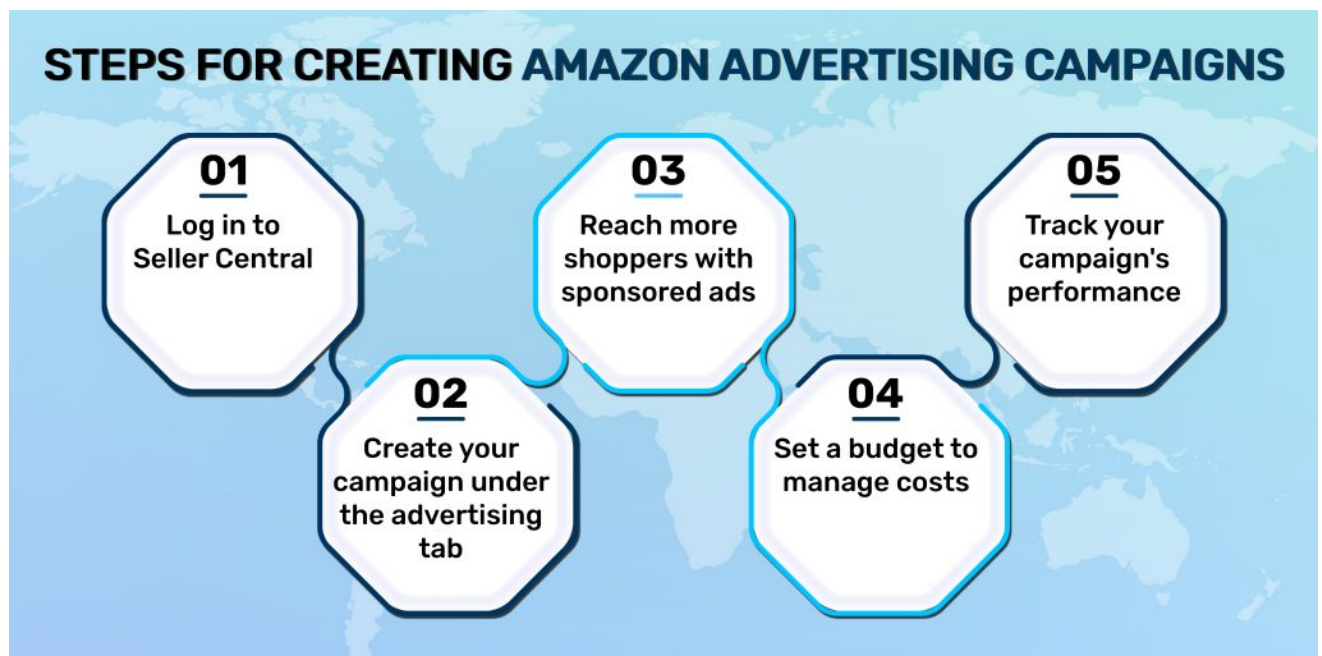 STEPS FOR CREATING AMAZON ADVERTISING CAMPAIGNS
01
Log in to
Seller Central
02
Create your
campaign under
the advertising
tab
03
Reach more
shoppers with
sponsored ads
04
Set a budget to
manage costs
05
Track your
campaign's
performance